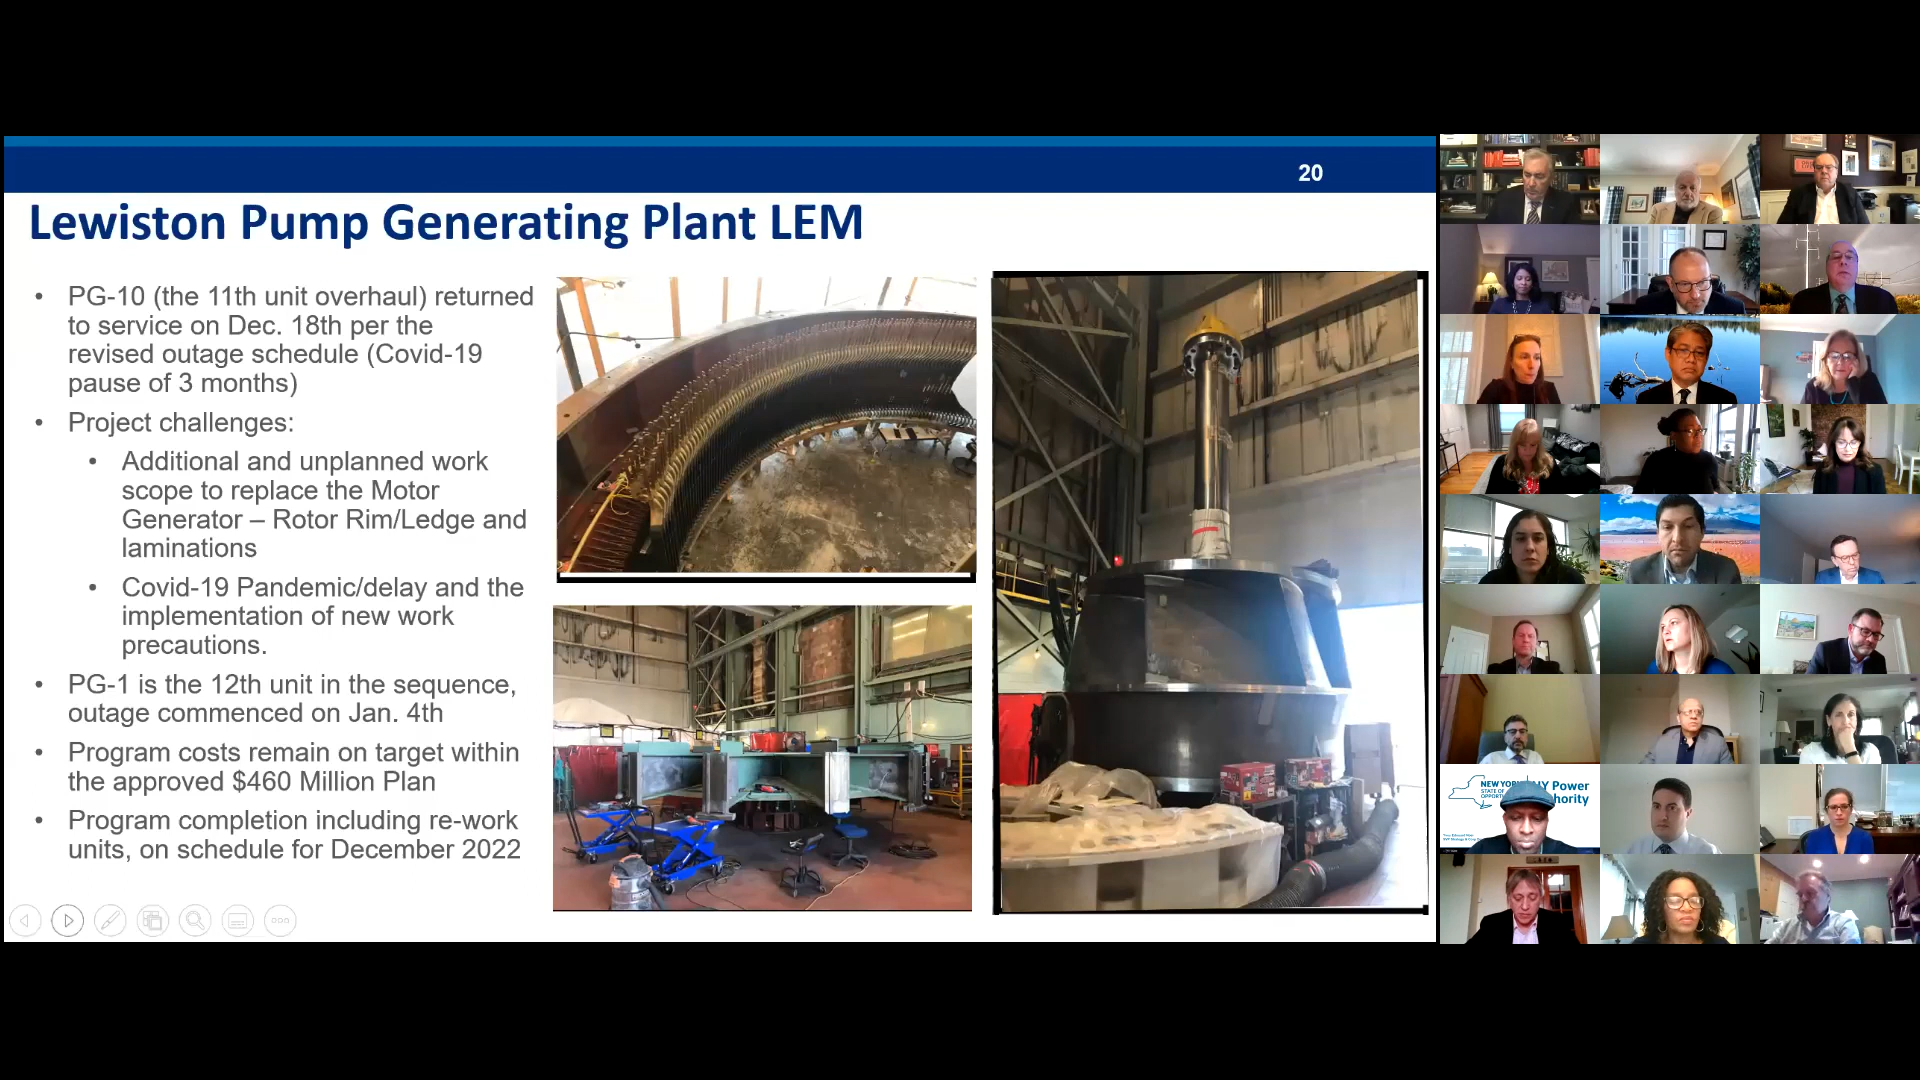 20
Lewiston Pump Generating Plant LEM
• PG-10 (the 11th unit overhaul) returned
to service on Dec. 18th per the
revised outage schedule (Covid-19
pause of 3 months)
• Project challenges:
• Additional and unplanned work
scope to replace the Motor
Generator – Rotor Rim/Ledge and
laminations
• Covid-19 Pandemic/delay and the
implementation of new work
precautions.
• PG-1 is the 12th unit in the sequence,
outage commenced on Jan. 4th
• Program costs remain on target within
the approved $460 Million Plan
• Program completion including re-work
units, on schedule for December 2022
NEW YORK
STATE OF
Power